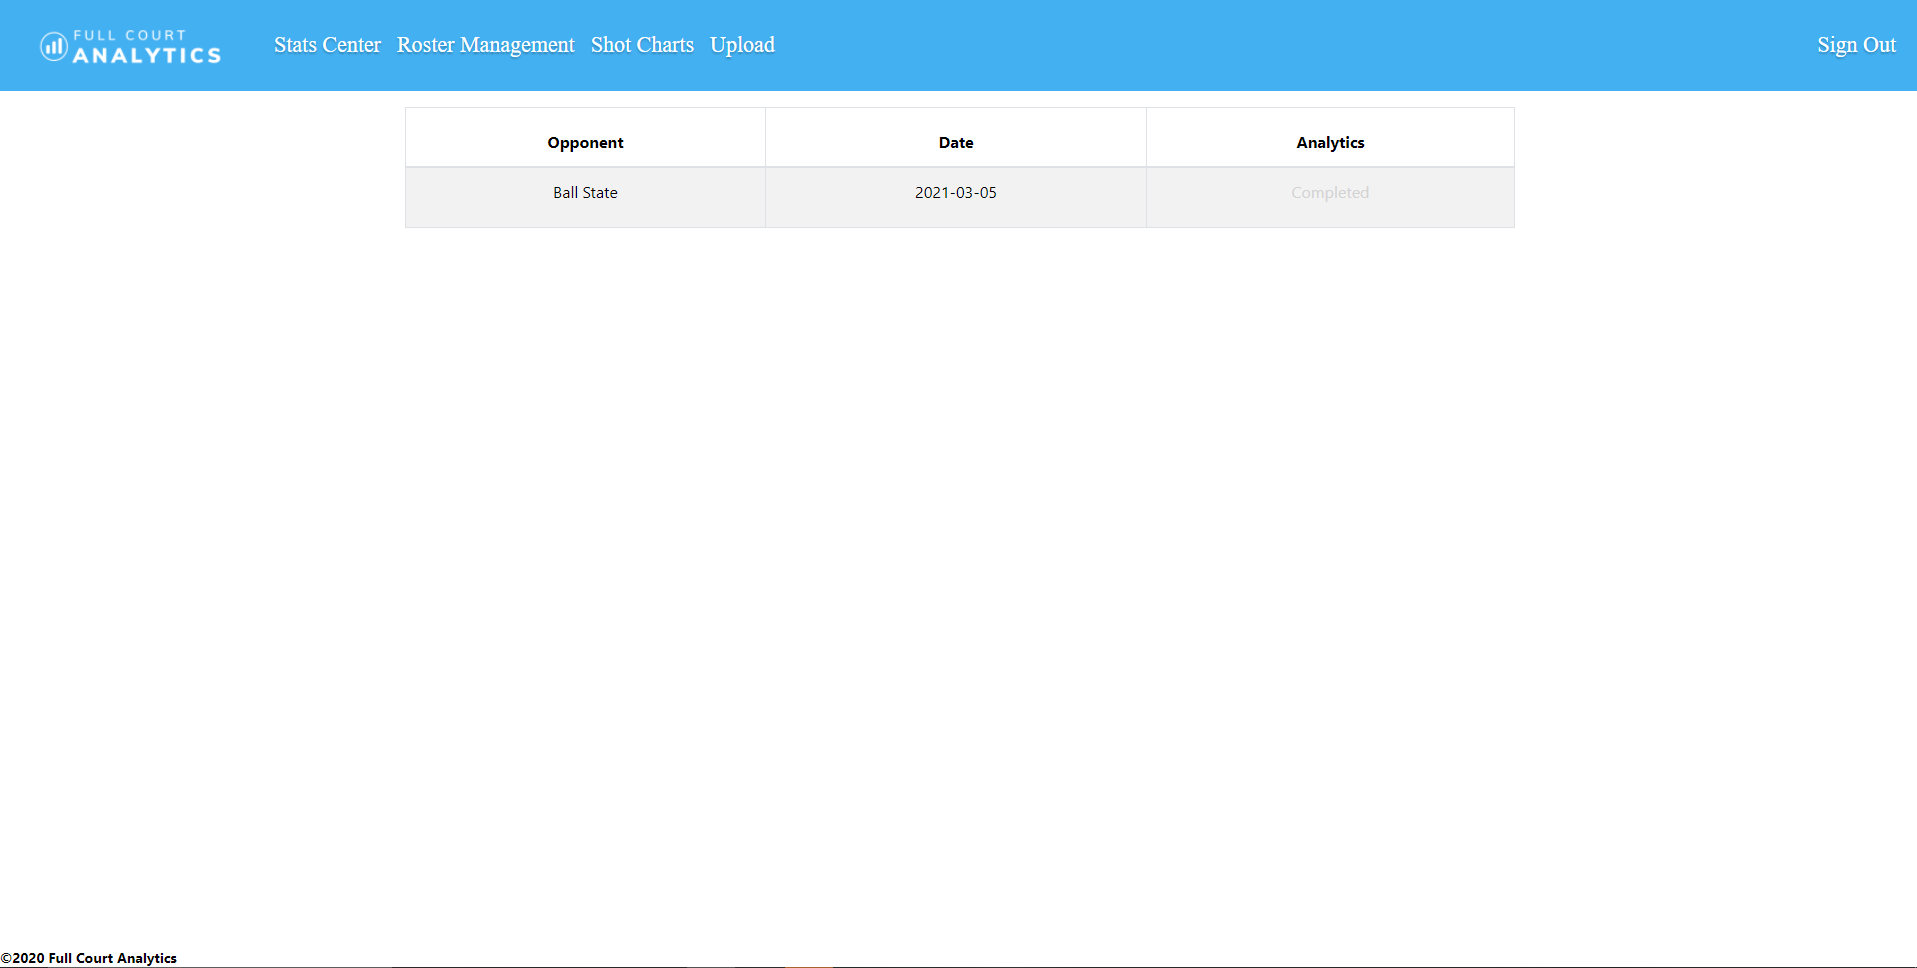 FULL COURT
ANALYTICS
Stats Center Roster Management Shot Charts Upload Sign Out
Opponent Date Analytics
Ball State 2021-03-05 Completed
©2020 Full Court Analytics